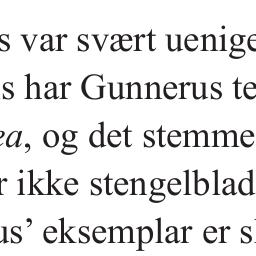 s var svært uenige
s har Gunnerus te
ea, og det stemme
r ikke stengelblad
us’ eksemplar er s